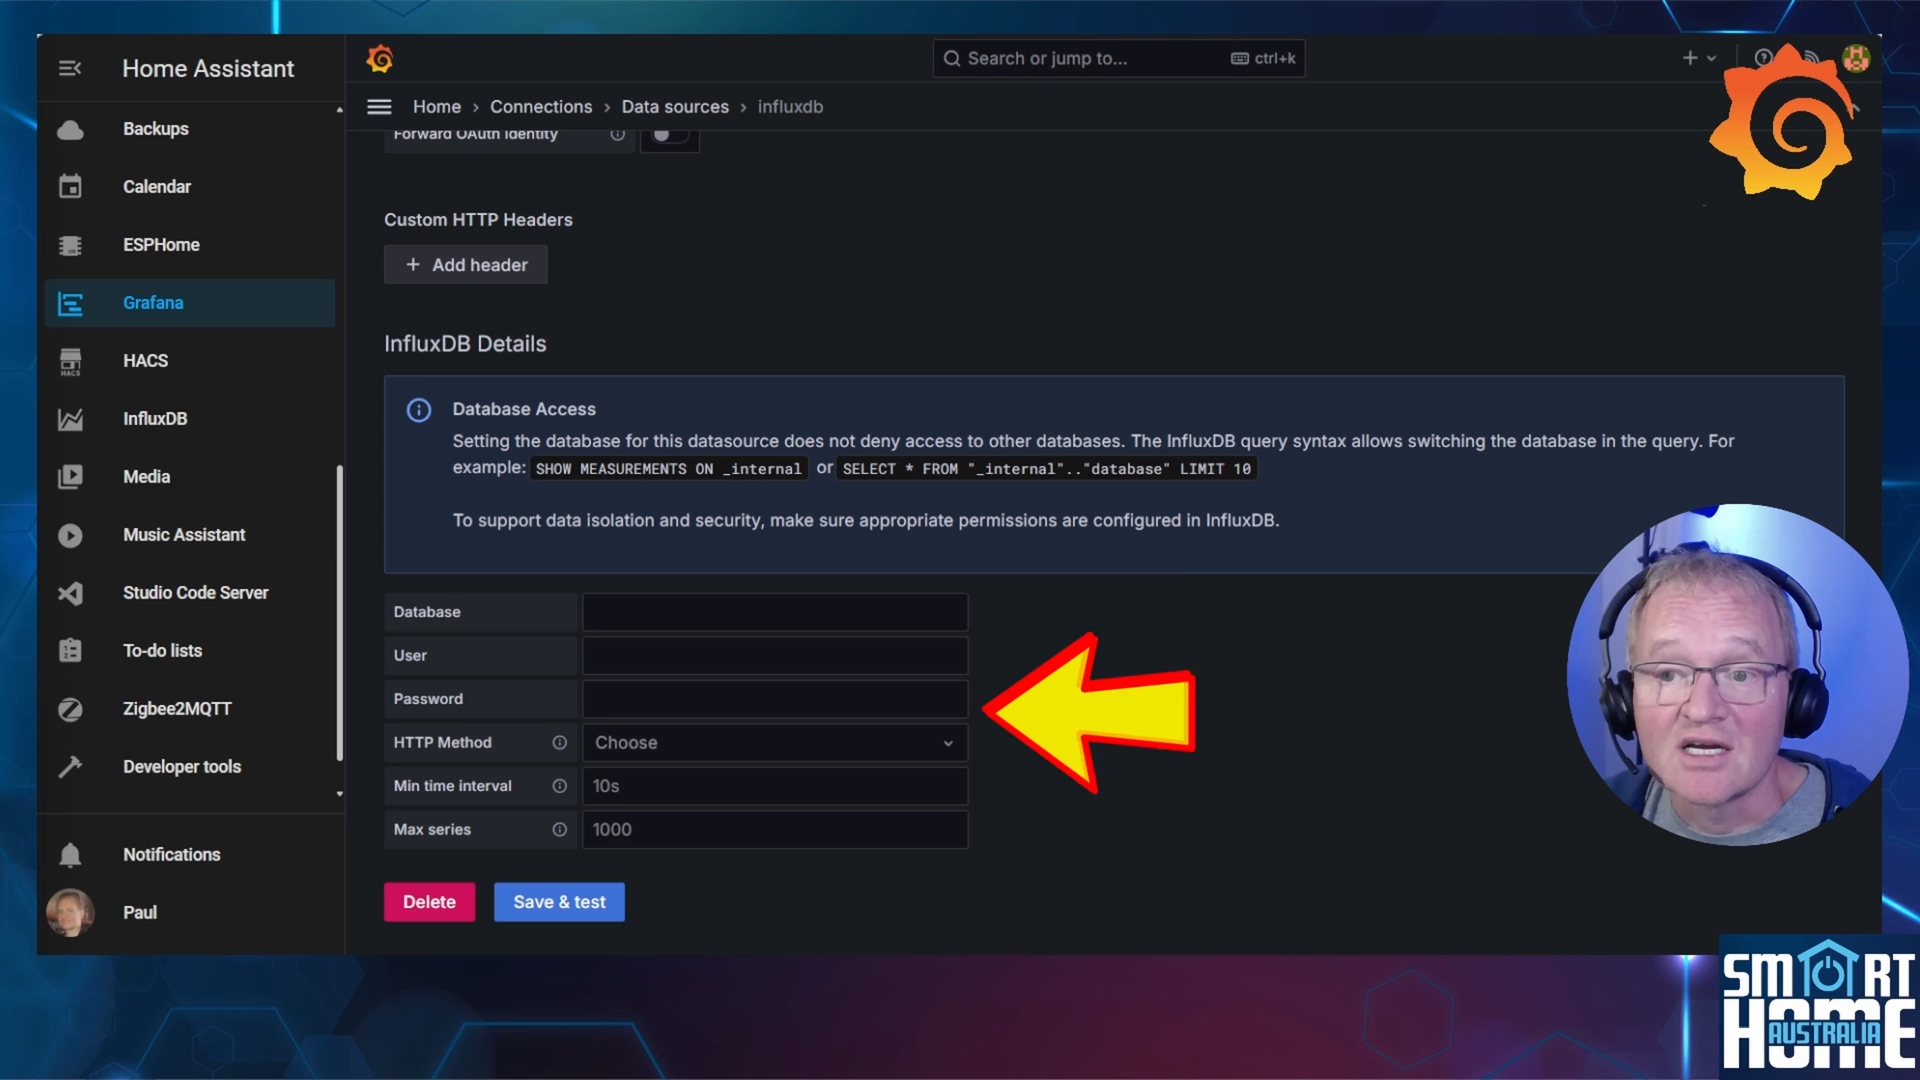 Home Assistant
Backups
Calendar
ESPHome
Grafana
HACS
HACS
InfluxDB
Media
Music Assistant
Studio Code Server
To-do lists
Zigbee2MQTT
Developer tools
Notifications
Paul
Search or jump to...
ctrl+k
Home › Connections › Data sources › influxdb
Forward OAuth Identity
Custom HTTP Headers
+ Add header
InfluxDB Details
Database Access
Setting the database for this datasource does not deny access to other databases. The InfluxDB query syntax allows switching the database in the query. For
example: SHOW MEASUREMENTS ON _internal or SELECT * FROM "_internal".."database" LIMIT 10
To support data isolation and security, make sure appropriate permissions are configured in InfluxDB.
Database
User
Password
HTTP Method Choose
Min time interval 10s
Max series 1000
Delete
Save & test
SMART
HOME
AUSTRALIA